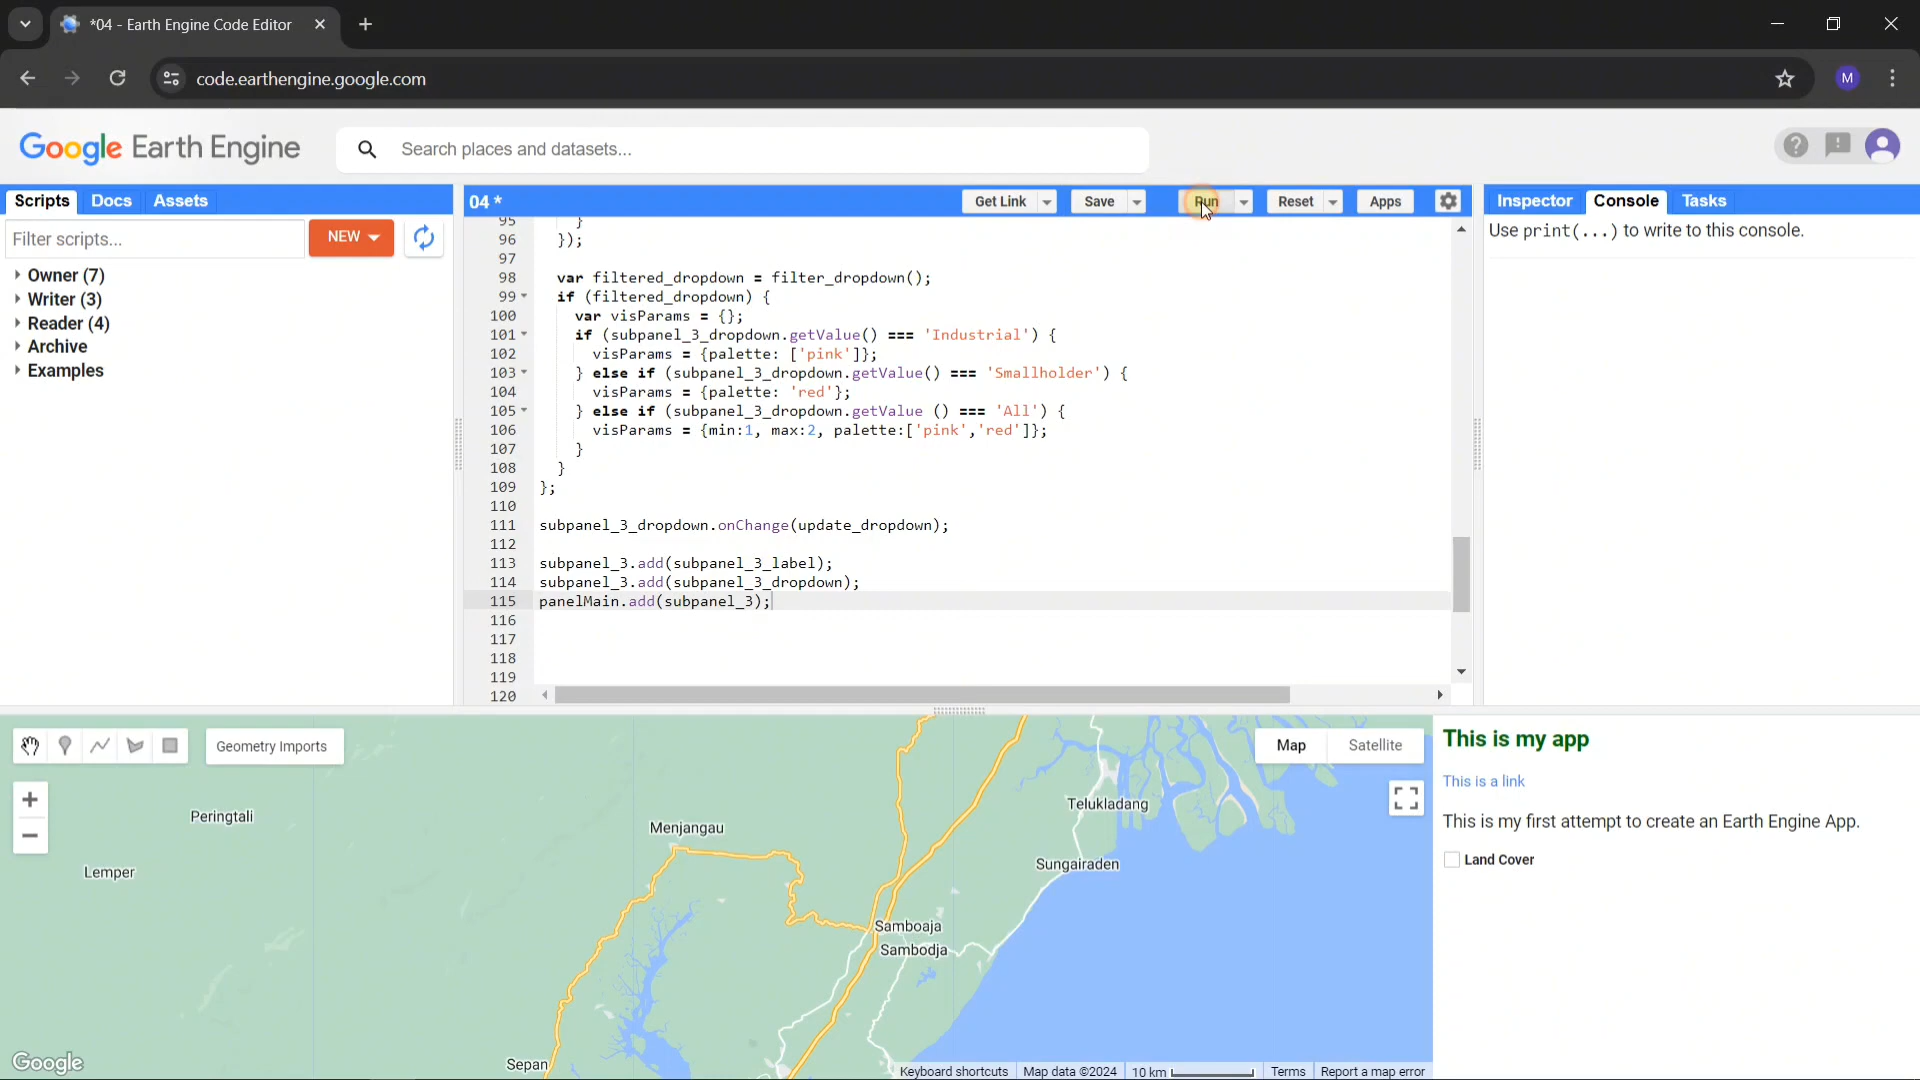 *04 - Earth Engine Code Editor
code.earthengine.google.com
M
Google Earth Engine
Search places and datasets...
Scripts
Docs
Assets
04 *
Get Link
Save
Run
Reset
Apps
Inspector
Console
Tasks
Filter scripts...
NEW
Use print(...) to write to this console.
Owner (7)
Writer (3)
Reader (4)
Archive
Examples
95 }
96 });
97
98 var filtered_dropdown = filter_dropdown();
99 if (filtered_dropdown) {
100 var visParams = {};
101 if (subpanel_3_dropdown.getValue() === 'Industrial') {
102 visParams = {palette: ['pink']};
103 } else if (subpanel_3_dropdown.getValue() === 'Smallholder') {
104 visParams = {palette: 'red'};
105 } else if (subpanel_3_dropdown.getValue () === 'All') {
106 visParams = {min:1, max:2, palette:['pink','red']};
107 }
108 }
109 };
110
111 subpanel_3_dropdown.onChange(update_dropdown);
112
113 subpanel_3.add(subpanel_3_label);
114 subpanel_3.add(subpanel_3_dropdown);
115 panelMain.add(subpanel_3);
116
117
118
119
120
Geometry Imports
Map
Satellite
Peringtali
Lemper
Menjangau
Telukladang
Sungairaden
Samboaja
Sambodja
Sepan
Google
Keyboard shortcuts
Map data ©2024
10 km
Terms
Report a map error
This is my app
This is a link
This is my first attempt to create an Earth Engine App.
Land Cover